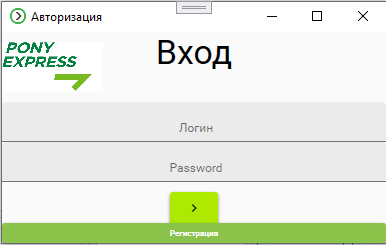 Авторизация
PONY
EXPRESS
Вход
Логин
Password
Регистрация